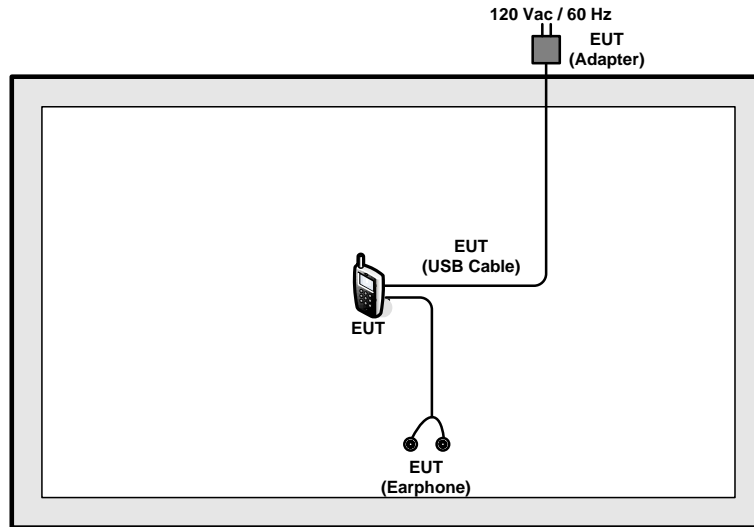 120 Vac / 60 Hz
EUT
(Adapter)
EUT
(USB Cable)
EUT
EUT
(Earphone)